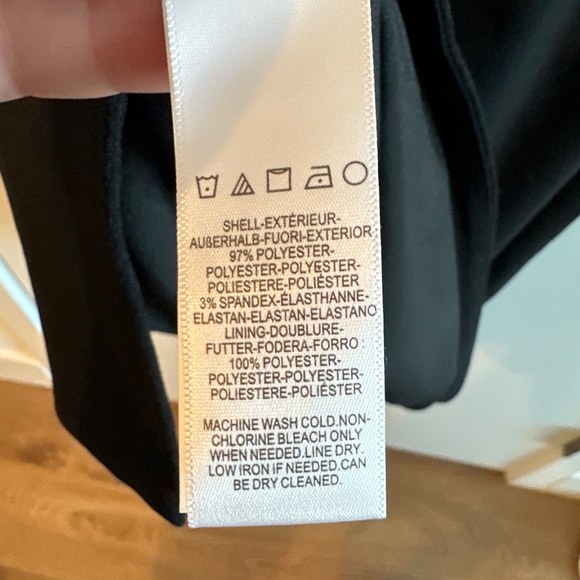 SHELL-EXTÉRIEUR-
AUßERHALB-FUORI-EXTERIOR
97% POLYESTER-
POLYESTER-POLYESTER-
POLIESTERE-POLIÉSTER
3% SPANDEX-ÉLASTHANNE-
ELASTAN-ELASTAN-ELASTANO
LINING-DOUBLURE-
FUTTER-FODERA-FORRO :
100% POLYESTER-
POLYESTER-POLYESTER-
POLIESTERE-POLIÉSTER
MACHINE WASH COLD.NON-
CHLORINE BLEACH ONLY
WHEN NEEDED.LINE DRY.
LOW IRON IF NEEDED.CAN
BE DRY CLEANED.